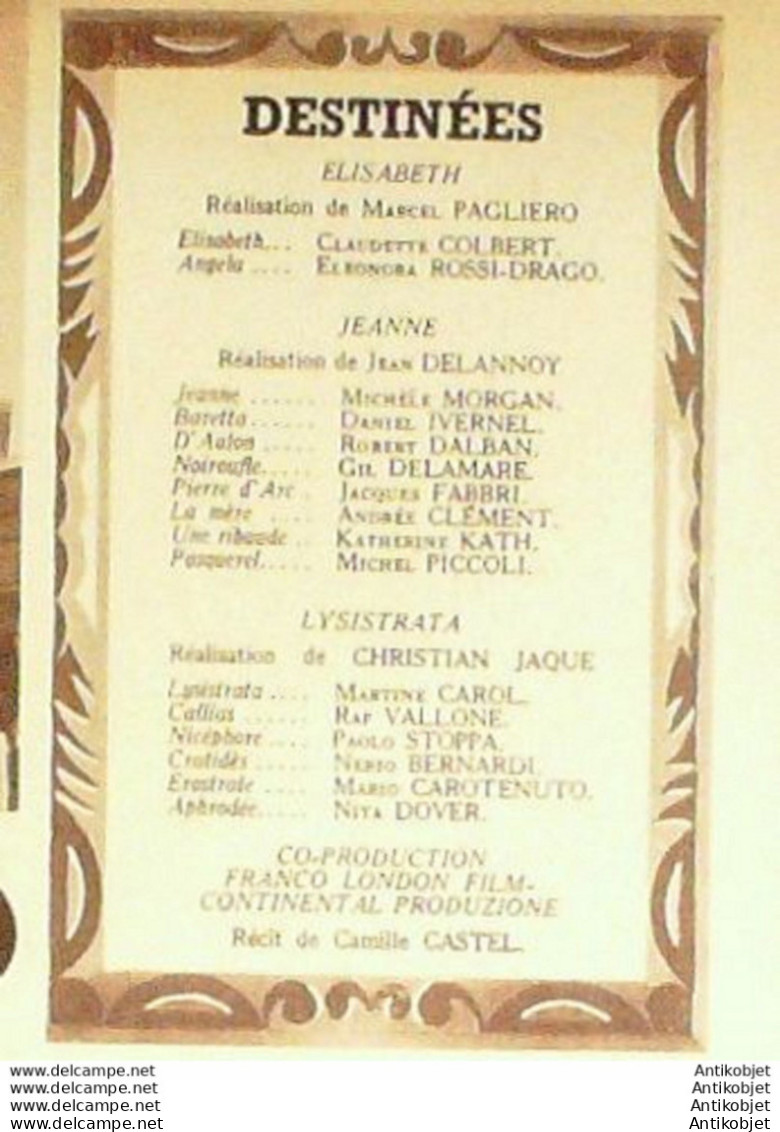 DESTINÉES
ELISABETH
Réalisation de MARCEL PAGLIERO
Elisabeth... CLAUDETTE COLBERT.
Angela .... ELEONORA ROSSI-DRAGO.
JEANNE
Réalisation de JEAN DELANNOY
Jeanne ...... MICHÈLE MORGAN.
Baretta...... DANIEL IVERNEL.
D'Aulon ..... ROBERT DALBAN.
Noiroufle..... GIL DELAMARE.
Pierre d'Arc . JACQUES FABBRI.
La mère .... ANDRÉE CLÉMENT.
Une ribaude .. KATHERINE KATH.
Pasquerel..... MICHEL PICCOLI.
LYSISTRATA
Réalisation de CHRISTIAN JAQUE
Lysistrata .... MARTINE CAROL.
Callias ...... RAF VALLONE.
Nicéphore .... PAOLO STOPPA.
Cratidès ..... NERIO BERNARDI.
Erostrate .... MARIO CAROTENUTO.
Aphrodée..... NITA DOVER.
CO-PRODUCTION
FRANCO LONDON FILM-
CONTINENTAL PRODUZIONE
Récit de Camille CASTEL.
www.delcampe.net Antikobjet
www.delcampe.net Antikobjet
www.delcampe.net Antikobjet
www.delcampe.net Antikobjet